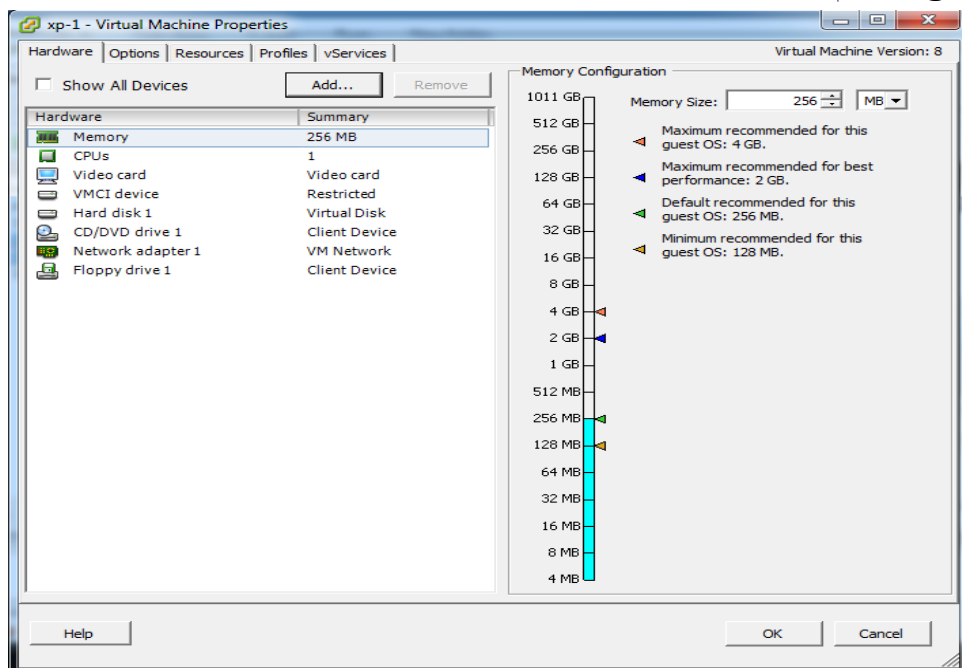 xp-1 - Virtual Machine Properties
Hardware Options Resources Profiles vServices Virtual Machine Version: 8
Show All Devices Add... Remove
Hardware Summary
Memory 256 MB
CPUs 1
Video card Video card
VMCI device Restricted
Hard disk 1 Virtual Disk
CD/DVD drive 1 Client Device
Network adapter 1 VM Network
Floppy drive 1 Client Device
Memory Configuration
Memory Size: 256 MB
Maximum recommended for this
guest OS: 4 GB.
Maximum recommended for best
performance: 2 GB.
Default recommended for this
guest OS: 256 MB.
Minimum recommended for this
guest OS: 128 MB.
1011 GB
512 GB
256 GB
128 GB
64 GB
32 GB
16 GB
8 GB
4 GB
2 GB
1 GB
512 MB
256 MB
128 MB
64 MB
32 MB
16 MB
8 MB
4 MB
Help OK Cancel